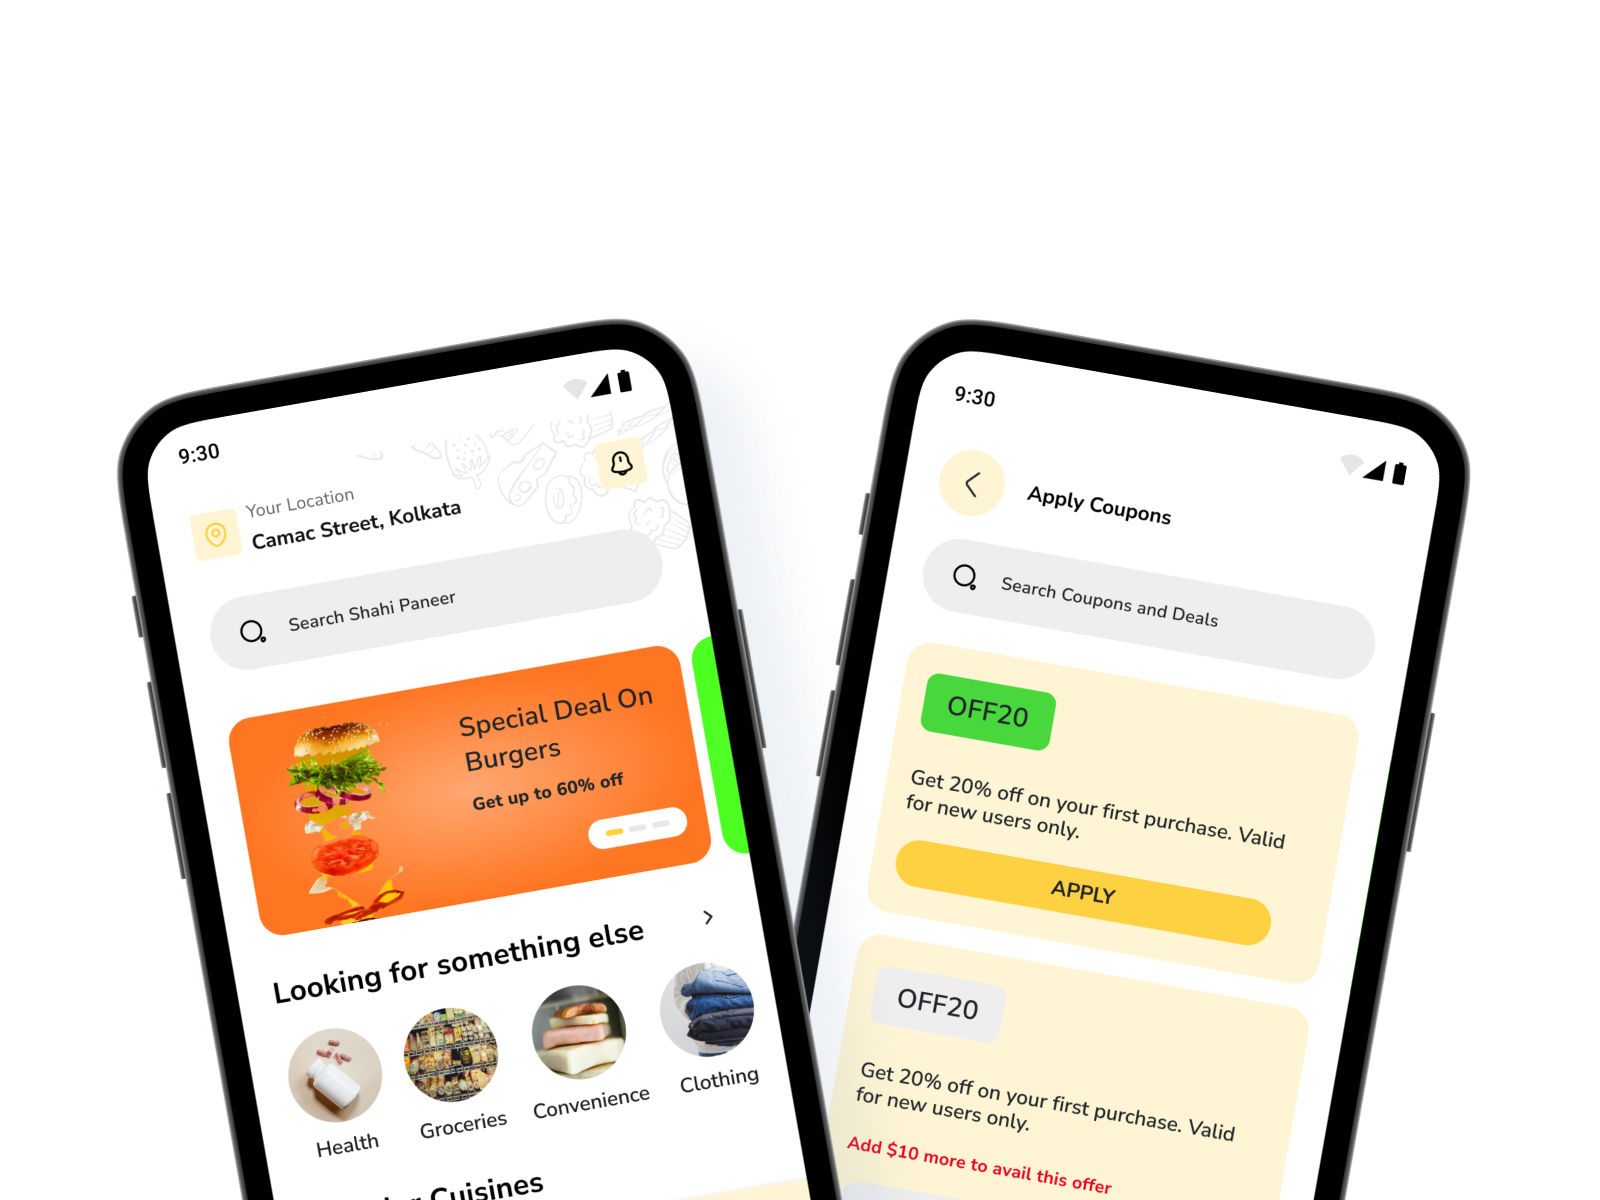 9:30
Your Location
Camac Street, Kolkata
Search Shahi Paneer
Special Deal On
Burgers
Get up to 60% off
Looking for something else
Health
Groceries
Convenience
Clothing
Cuisines
9:30
Apply Coupons
Search Coupons and Deals
OFF20
Get 20% off on your first purchase. Valid
for new users only.
APPLY
OFF20
Get 20% off on your first purchase. Valid
for new users only.
Add $10 more to avail this offer